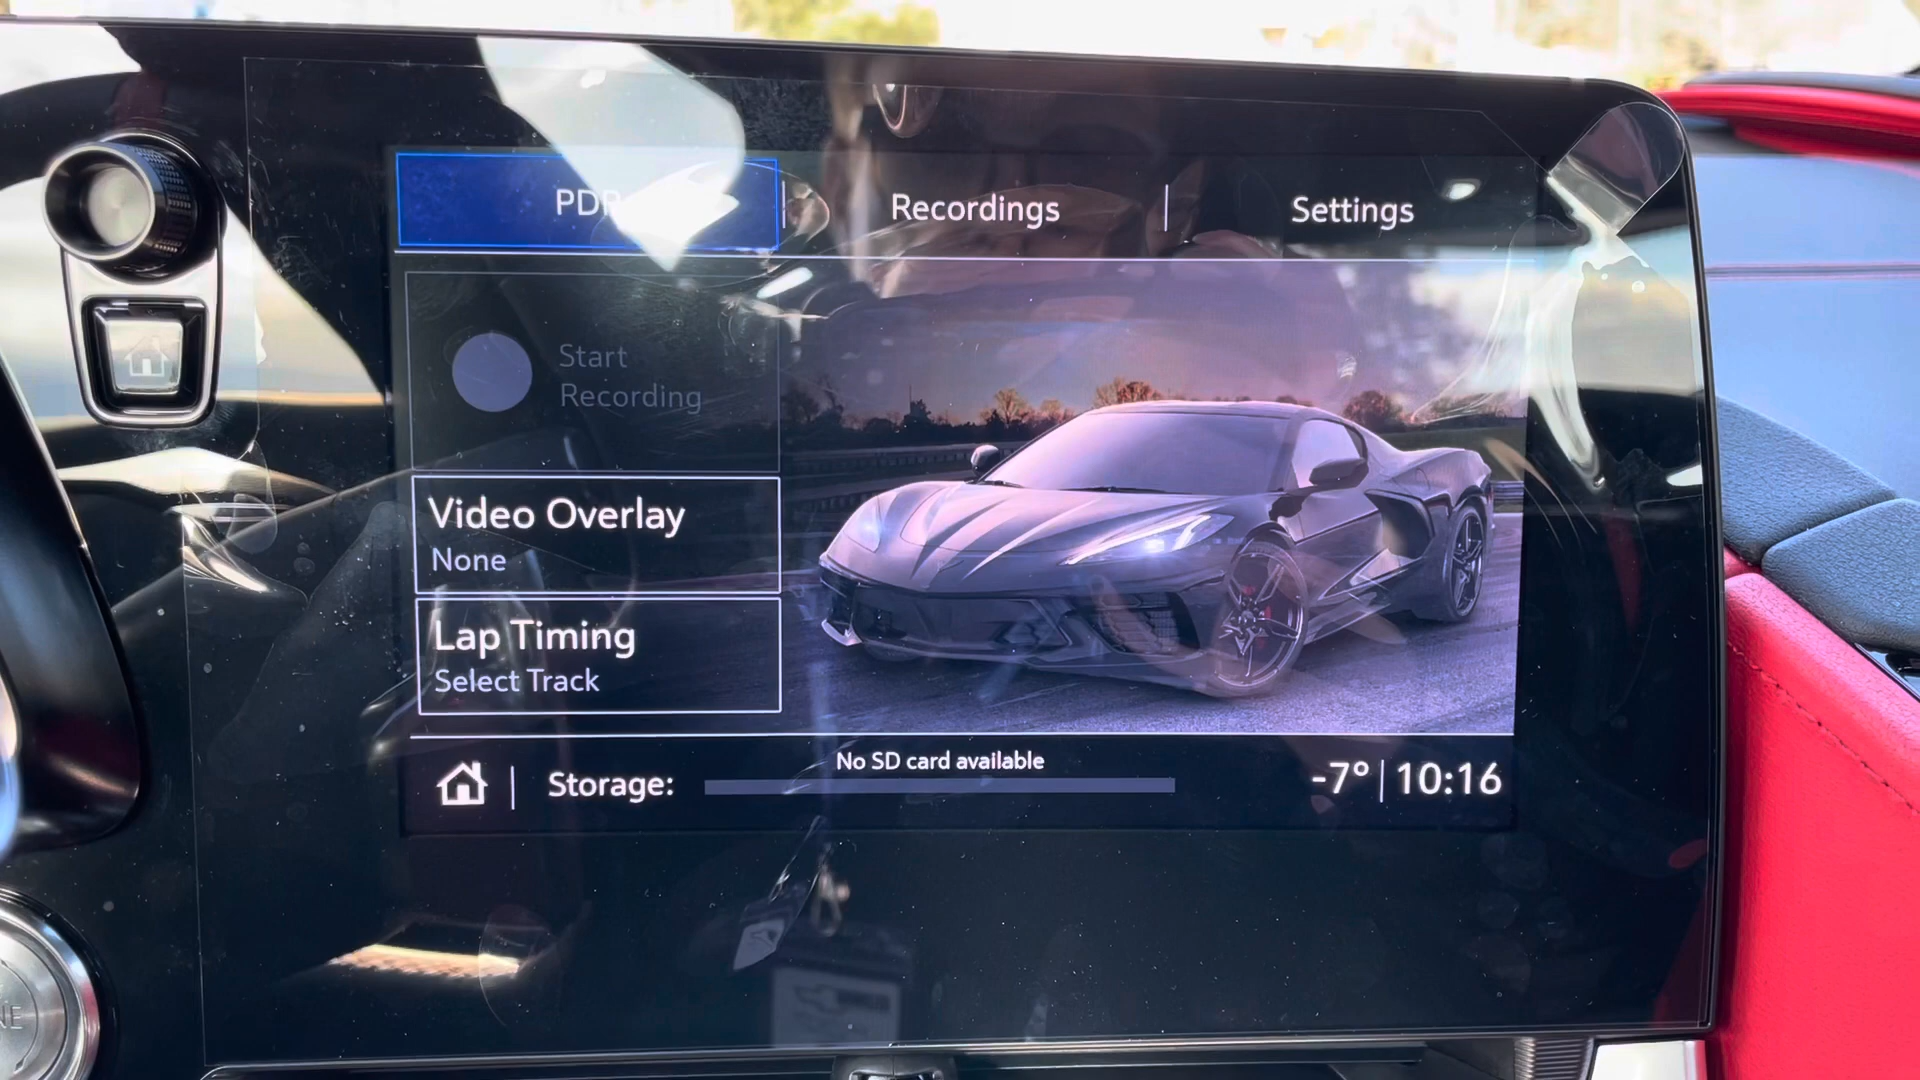 PDR
Recordings
Settings
Start
Recording
Video Overlay
None
Lap Timing
Select Track
No SD card available
Storage:
-7° 10:16